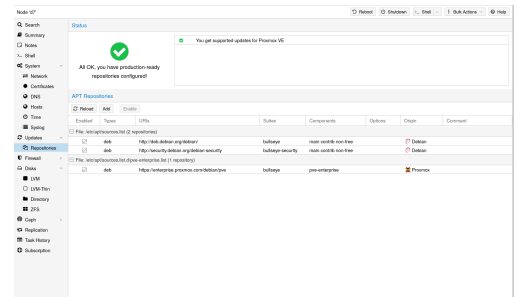 Node 'd7'
Reboot Shutdown Shell Bulk Actions Help
Search
Summary
Notes
Shell
System
Network
Certificates
DNS
Hosts
Time
Syslog
Updates
Repositories
Firewall
Disks
LVM
LVM-Thin
Directory
ZFS
Ceph
Replication
Task History
Subscription
Status
All OK, you have production-ready
repositories configured!
You get supported updates for Proxmox VE
APT Repositories
Reload Add Enable
Enabled Types URIs Suites Components Options Origin Comment
File: /etc/apt/sources.list (2 repositories)
deb http://deb.debian.org/debian/ bullseye main contrib non-free Debian
deb http://security.debian.org/debian-security bullseye-security main contrib non-free Debian
File: /etc/apt/sources.list.d/pve-enterprise.list (1 repository)
deb https://enterprise.proxmox.com/debian/pve bullseye pve-enterprise Proxmox